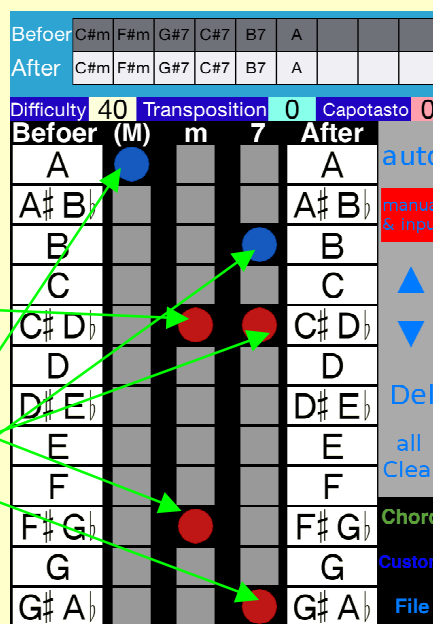 Befoer C#m F#m G#7 C#7 B7 A
After C#m F#m G#7 C#7 B7 A
Difficulty 40 Transposition 0 Capotasto 0
Befoer (M) m 7 After
A A auto
A♯ B♭ A♯ B♭ manua
& inpu
B B
C C ▲
C♯ D♭ C♯ D♭ ▼
D D
D♯ E♭ D♯ E♭ Del
E E all
Clea
F F
F♯ G♭ F♯ G♭ Chord
G G Custom
G♯ A♭ G♯ A♭ File